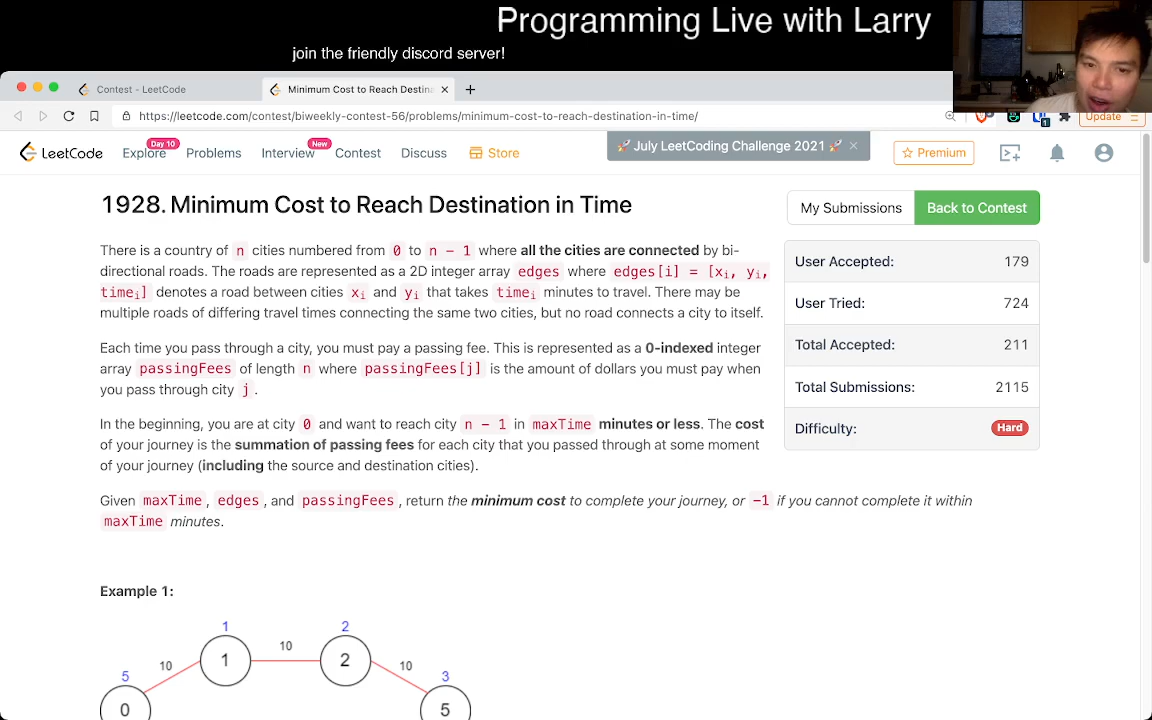 Programming Live with Larry
join the friendly discord server!
Contest - LeetCode
Minimum Cost to Reach Destina
https://leetcode.com/contest/biweekly-contest-56/problems/minimum-cost-to-reach-destination-in-time/
Update
LeetCode
Explore
Day 10
Problems
Interview
New
Contest
Discuss
Store
🚀 July LeetCoding Challenge 2021 🚀
Premium
1928. Minimum Cost to Reach Destination in Time
My Submissions
Back to Contest
There is a country of n cities numbered from 0 to n - 1 where all the cities are connected by bi-
directional roads. The roads are represented as a 2D integer array edges where edges[i] = [xi, yi,
timei] denotes a road between cities xi and yi that takes timei minutes to travel. There may be
multiple roads of differing travel times connecting the same two cities, but no road connects a city to itself.
Each time you pass through a city, you must pay a passing fee. This is represented as a 0-indexed integer
array passingFees of length n where passingFees[j] is the amount of dollars you must pay when
you pass through city j .
In the beginning, you are at city 0 and want to reach city n - 1 in maxTime minutes or less. The cost
of your journey is the summation of passing fees for each city that you passed through at some moment
of your journey (including the source and destination cities).
Given maxTime , edges , and passingFees , return the minimum cost to complete your journey, or -1 if you cannot complete it within
maxTime minutes.
User Accepted: 179
User Tried: 724
Total Accepted: 211
Total Submissions: 2115
Difficulty: Hard
Example 1:
1
2
10
1
10
2
10
5
3
0
5